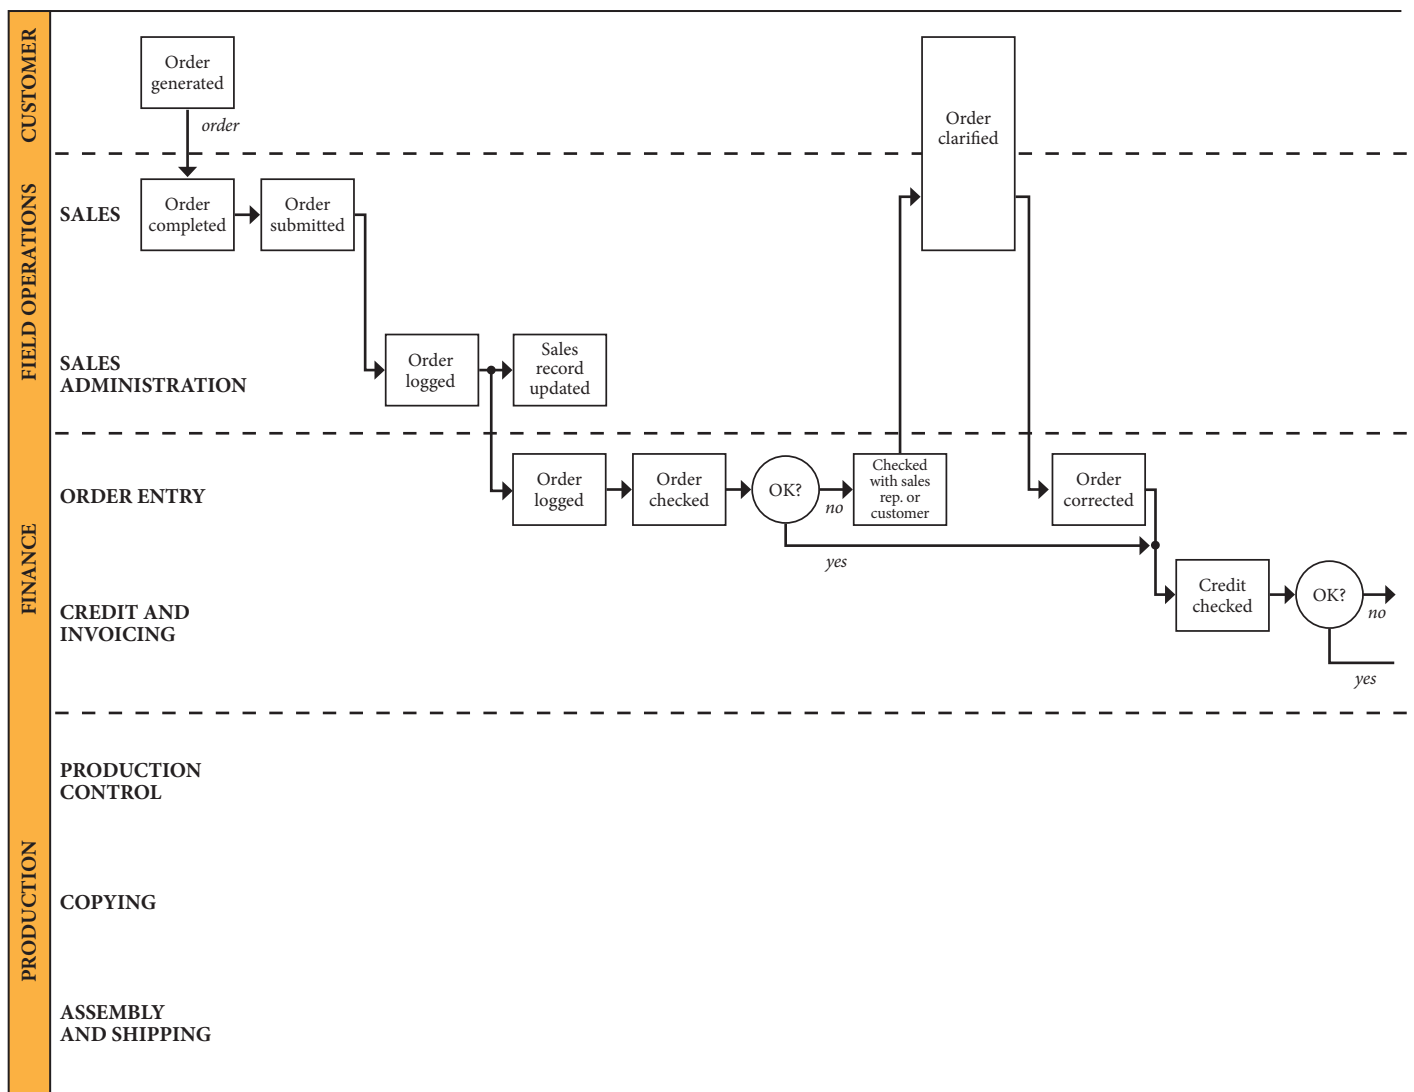 CUSTOMER
Order
generated
order
Order
clarified
FIELD OPERATIONS
SALES
Order
completed
Order
submitted
SALES
ADMINISTRATION
Order
logged
Sales
record
updated
FINANCE
ORDER ENTRY
Order
logged
Order
checked
OK?
no
yes
Checked
with sales
rep. or
customer
Order
corrected
CREDIT AND
INVOICING
Credit
checked
OK?
no
yes
PRODUCTION
PRODUCTION
CONTROL
COPYING
ASSEMBLY
AND SHIPPING